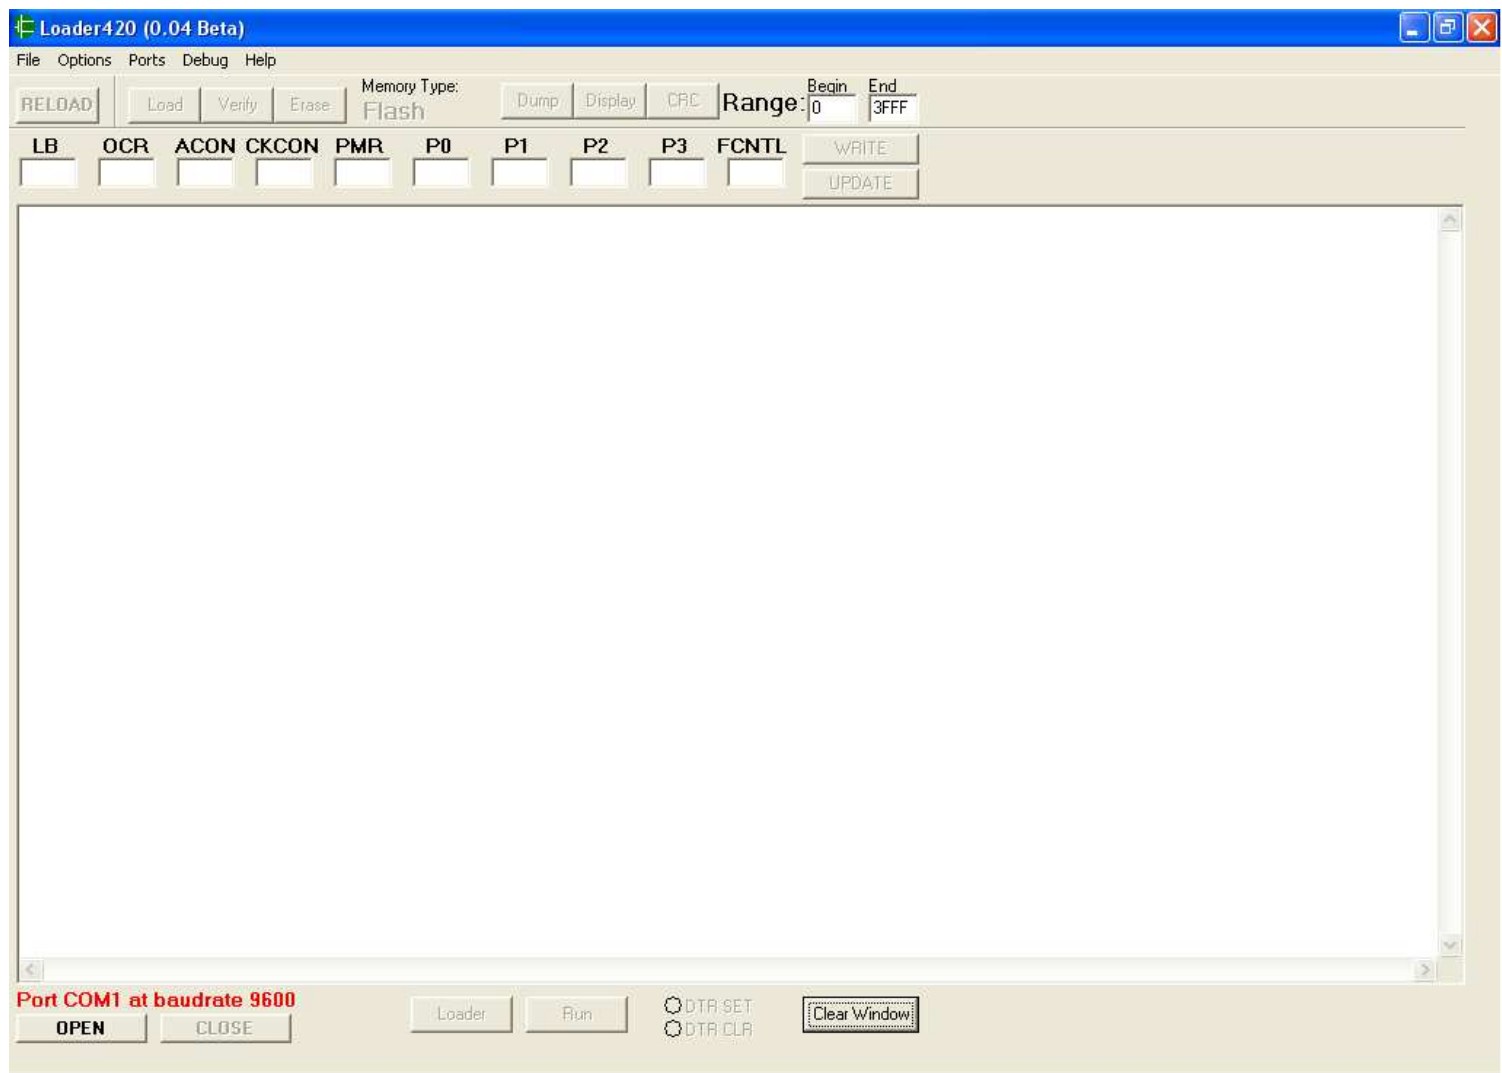 Loader420 (0.04 Beta)
File Options Ports Debug Help
RELOAD Load Verify Erase Memory Type: Flash Dump Display CRC Range: Begin 0 End 3FFF
LB OCR ACON CKCON PMR P0 P1 P2 P3 FCNTL WRITE
UPDATE
Port COM1 at baudrate 9600
OPEN CLOSE Loader Run DTR SET
DTR CLR
Clear Window